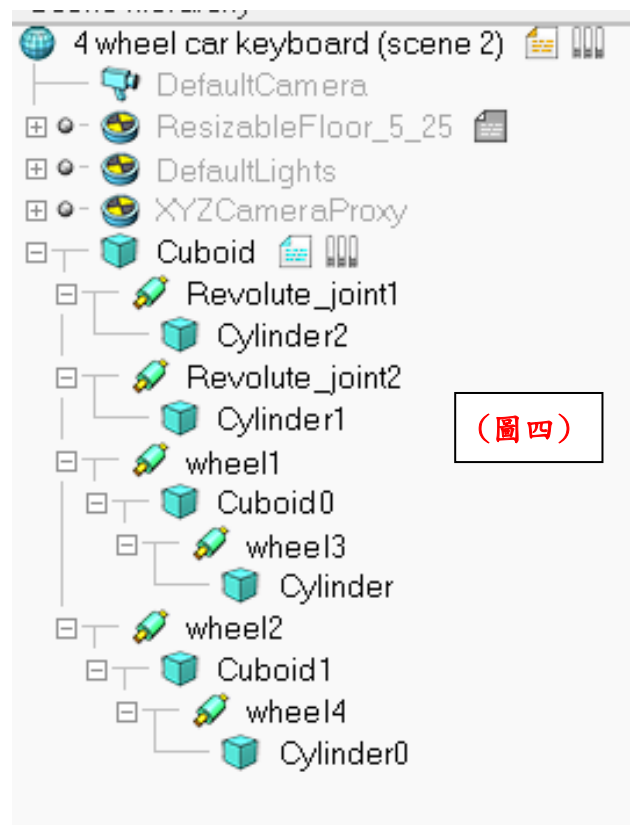 4 wheel car keyboard (scene 2)
DefaultCamera
ResizableFloor_5_25
DefaultLights
XYZCameraProxy
Cuboid
Revolute_joint1
Cylinder2
Revolute_joint2
Cylinder1
(圖四)
wheel1
Cuboid0
wheel3
Cylinder
wheel2
Cuboid1
wheel4
Cylinder0